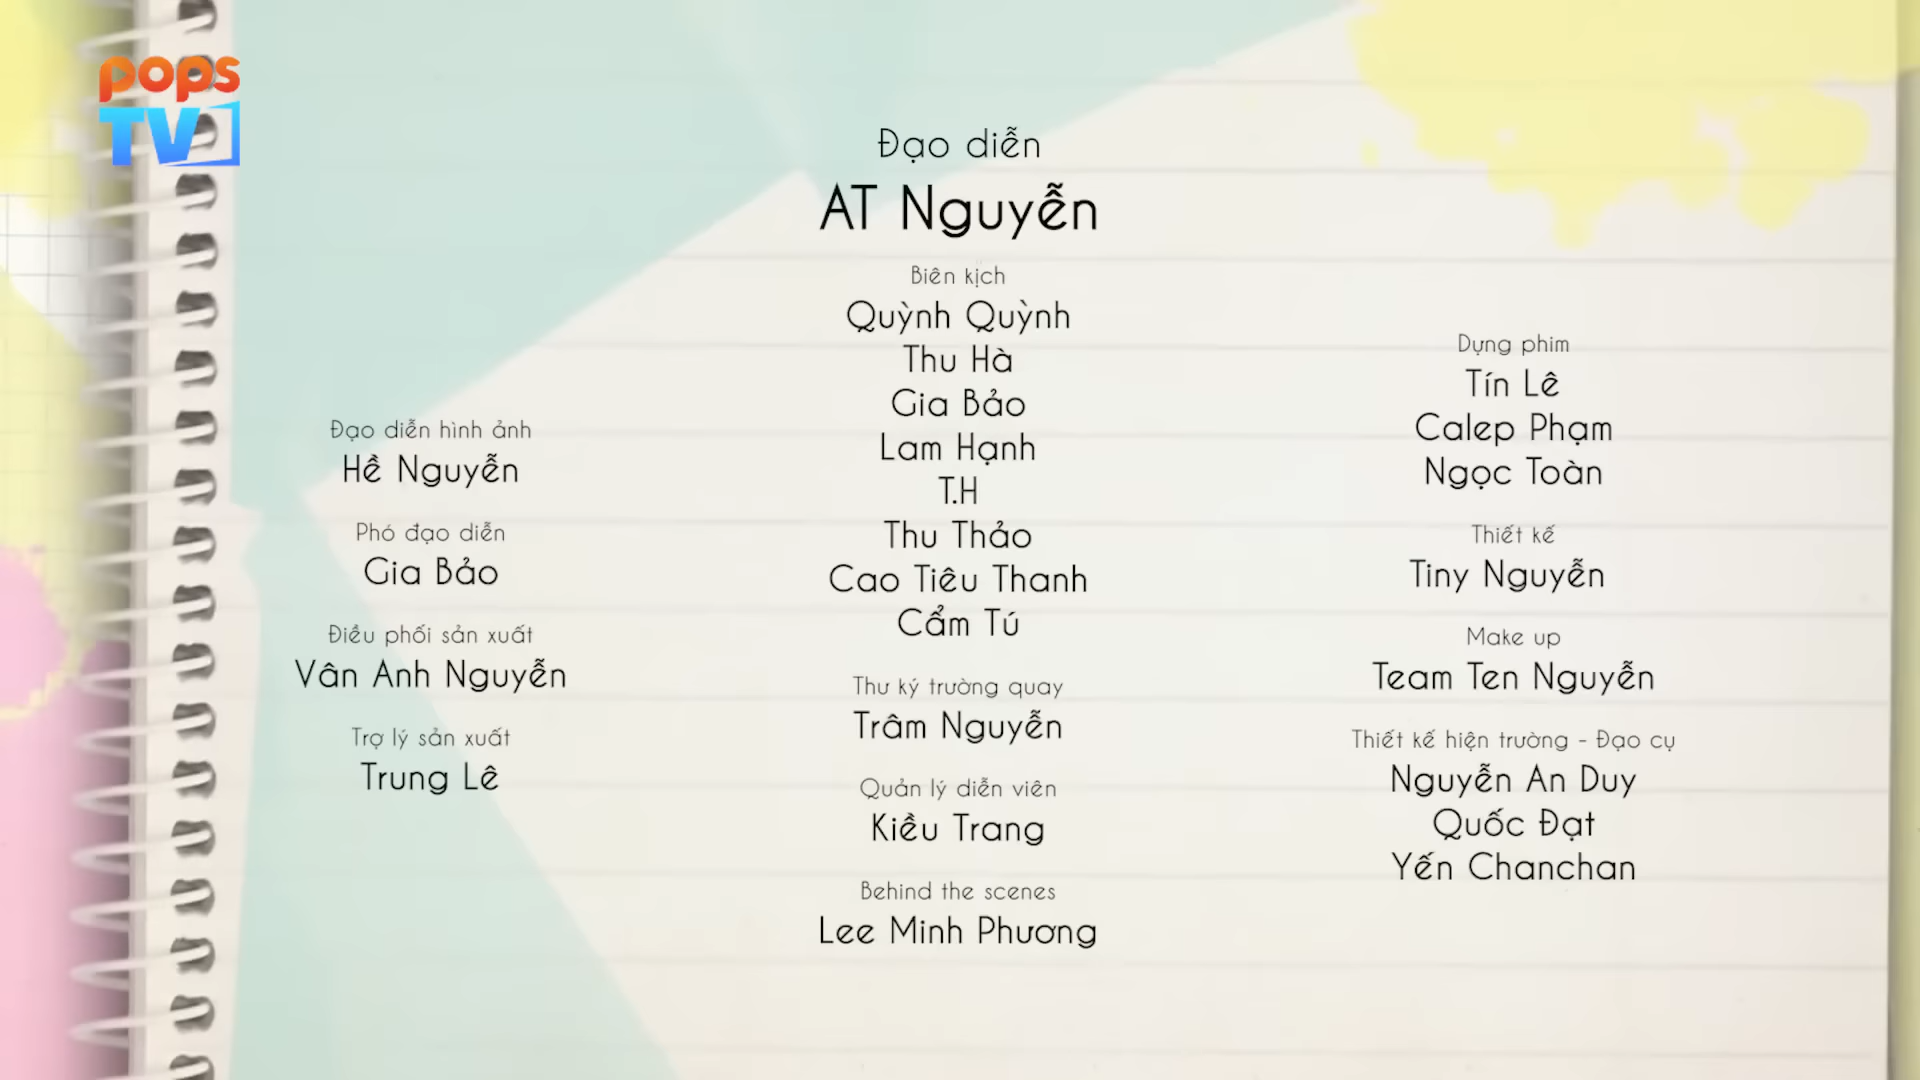 pops
TV
Đạo diễn
AT Nguyễn
Đạo diễn hình ảnh
Hề Nguyễn
Phó đạo diễn
Gia Bảo
Điều phối sản xuất
Vân Anh Nguyễn
Trợ lý sản xuất
Trung Lê
Biên kịch
Quỳnh Quỳnh
Thu Hà
Gia Bảo
Lam Hạnh
T.H
Thu Thảo
Cao Tiêu Thanh
Cẩm Tú
Thư ký trường quay
Trâm Nguyễn
Quản lý diễn viên
Kiều Trang
Behind the scenes
Lee Minh Phương
Dựng phim
Tín Lê
Calep Phạm
Ngọc Toàn
Thiết kế
Tiny Nguyễn
Make up
Team Ten Nguyễn
Thiết kế hiện trường - Đạo cụ
Nguyễn An Duy
Quốc Đạt
Yến Chanchan